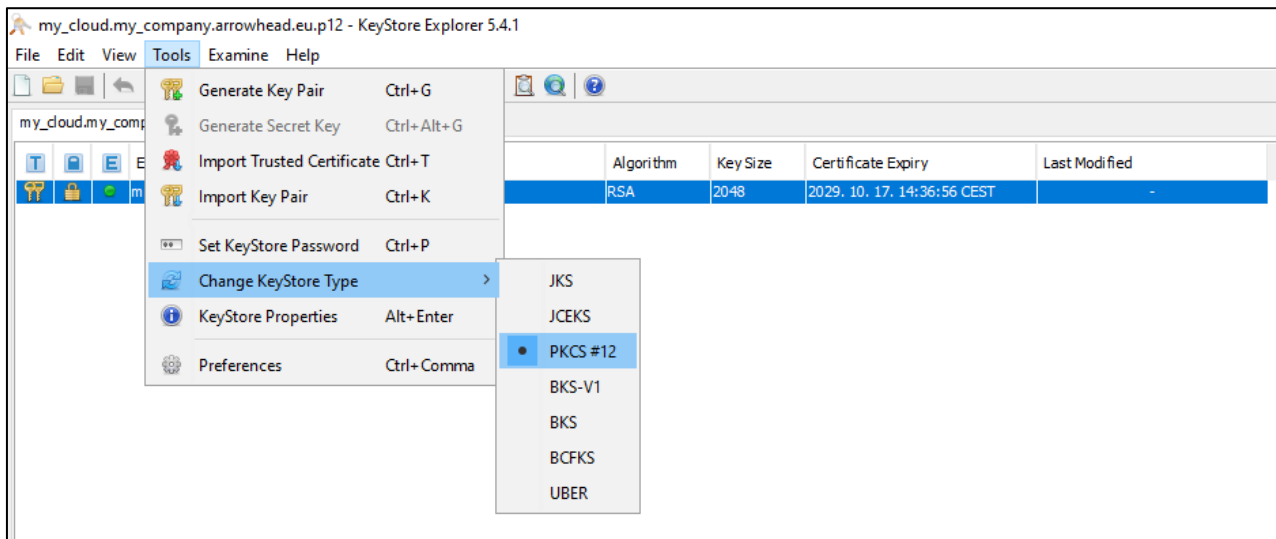 my_cloud.my_company.arrowhead.eu.p12 - KeyStore Explorer 5.4.1
File Edit View Tools Examine Help
my_cloud.my_comp
T E E Algorithm Key Size Certificate Expiry Last Modified
m RSA 2048 2029. 10. 17. 14:36:56 CEST -
Generate Key Pair Ctrl+G
Generate Secret Key Ctrl+Alt+G
Import Trusted Certificate Ctrl+T
Import Key Pair Ctrl+K
Set KeyStore Password Ctrl+P
Change KeyStore Type
KeyStore Properties Alt+Enter
Preferences Ctrl+Comma
JKS
JCEKS
PKCS #12
BKS-V1
BKS
BCFKS
UBER